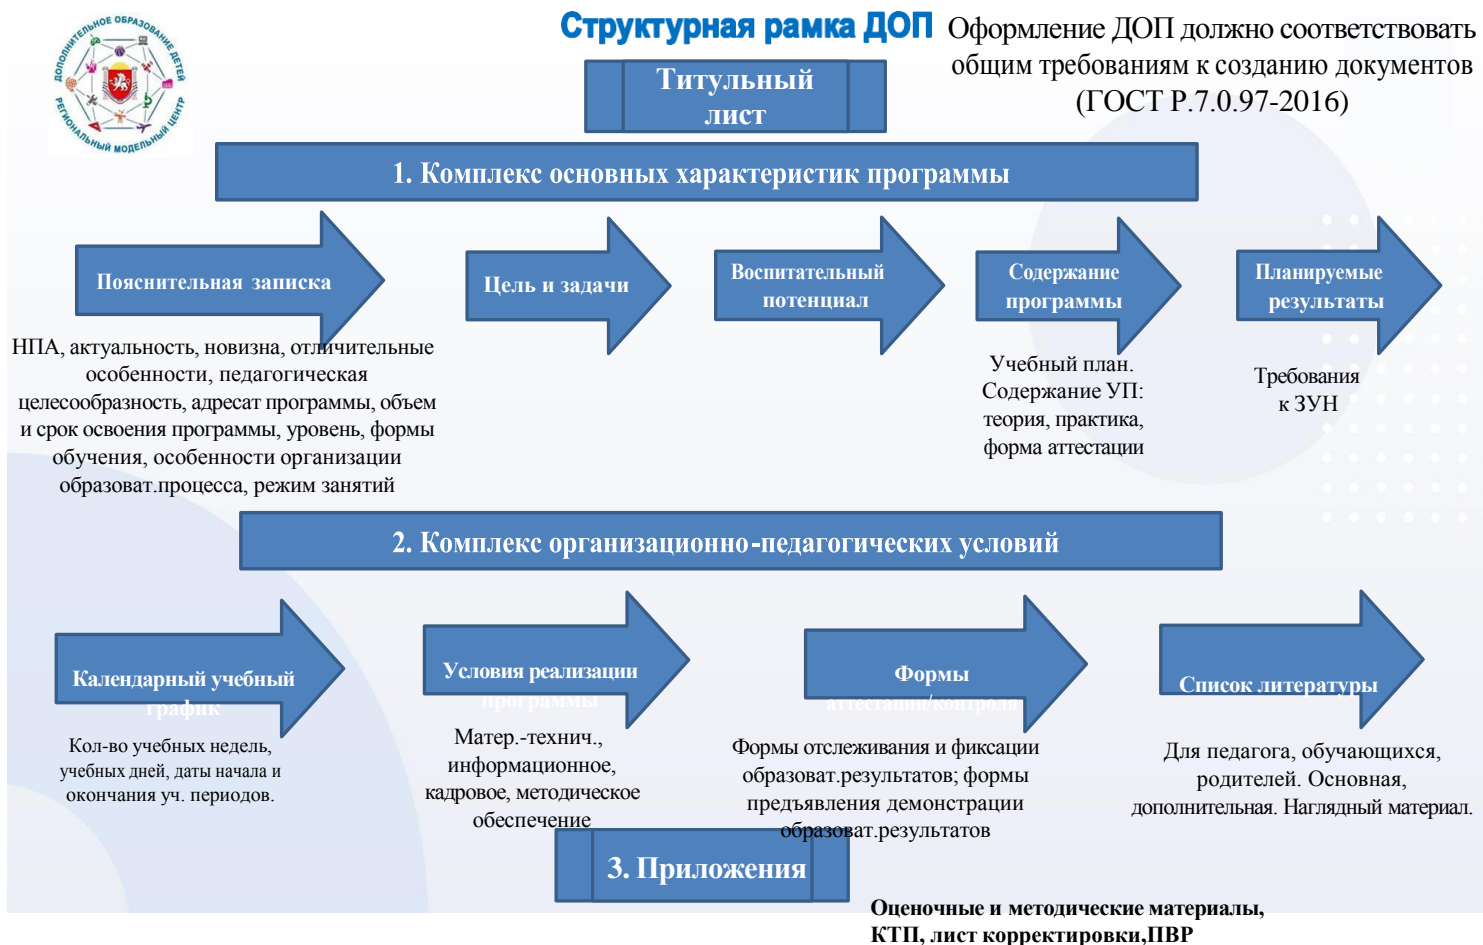 ДОПОЛНИТЕЛЬНОЕ ОБРАЗОВАНИЕ ДЕТЕЙ
РЕГИОНАЛЬНЫЙ МОДЕЛЬНЫЙ ЦЕНТР
Структурная рамка ДОП
Оформление ДОП должно соответствовать
общим требованиям к созданию документов
(ГОСТ Р.7.0.97-2016)
Титульный
лист
1. Комплекс основных характеристик программы
Пояснительная записка
НПА, актуальность, новизна, отличительные
особенности, педагогическая
целесообразность, адресат программы, объем
и срок освоения программы, уровень, формы
обучения, особенности организации
образоват.процесса, режим занятий
Цель и задачи
Воспитательный
потенциал
Содержание
программы
Учебный план.
Содержание УП:
теория, практика,
форма аттестации
Планируемые
результаты
Требования
к ЗУН
2. Комплекс организационно-педагогических условий
Календарный учебный
график
Кол-во учебных недель,
учебных дней, даты начала и
окончания уч. периодов.
Условия реализации
программы
Матер.-технич.,
информационное,
кадровое, методическое
обеспечение
Формы
аттестации/контроля
Формы отслеживания и фиксации
образоват.результатов; формы
предъявления демонстрации
образоват.результатов
Список литературы
Для педагога, обучающихся,
родителей. Основная,
дополнительная. Наглядный материал.
3. Приложения
Оценочные и методические материалы,
КТП, лист корректировки,ПВР